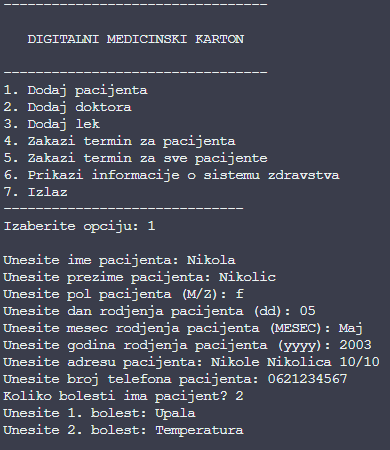 ---------------------------------
DIGITALNI MEDICINSKI KARTON
---------------------------------
1. Dodaj pacijenta
2. Dodaj doktora
3. Dodaj lek
4. Zakazi termin za pacijenta
5. Zakazi termin za sve pacijente
6. Prikazi informacije o sistemu zdravstva
7. Izlaz
------------------------------
Izaberite opciju: 1
Unesite ime pacijenta: Nikola
Unesite prezime pacijenta: Nikolic
Unesite pol pacijenta (M/Z): f
Unesite dan rodjenja pacijenta (dd): 05
Unesite mesec rodjenja pacijenta (MESEC): Maj
Unesite godina rodjenja pacijenta (yyyy): 2003
Unesite adresu pacijenta: Nikole Nikolica 10/10
Unesite broj telefona pacijenta: 0621234567
Koliko bolesti ima pacijent? 2
Unesite 1. bolest: Upala
Unesite 2. bolest: Temperatura